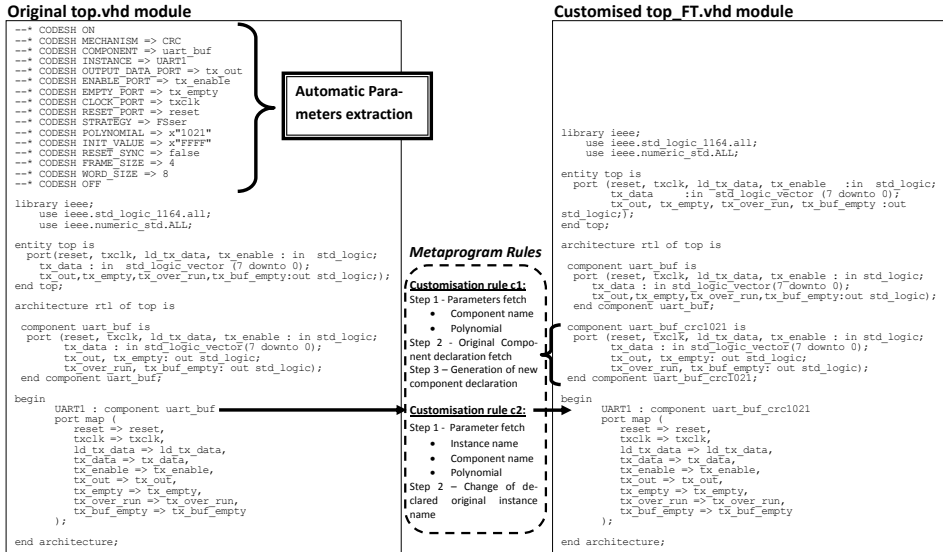 Original top.vhd module
--* CODESH ON
--* CODESH MECHANISM => CRC
--* CODESH COMPONENT => uart_buf
--* CODESH INSTANCE => UART1
--* CODESH OUTPUT_DATA_PORT => tx_out
--* CODESH ENABLE_PORT => tx_enable
--* CODESH EMPTY_PORT => tx_empty
--* CODESH CLOCK_PORT => txclk
--* CODESH RESET_PORT => reset
--* CODESH STRATEGY => FSser
--* CODESH POLYNOMIAL => x"1021"
--* CODESH INIT_VALUE => x"FFFF"
--* CODESH RESET_SYNC => false
--* CODESH FRAME_SIZE => 4
--* CODESH WORD_SIZE => 8
--* CODESH OFF
library ieee;
use ieee.std_logic_1164.all;
use ieee.numeric_std.ALL;
entity top is
port(reset, txclk, ld_tx_data, tx_enable : in std_logic;
tx_data : in std_logic_vector (7 downto 0);
tx_out,tx_empty,tx_over_run,tx_buf_empty:out std_logic;);
end top;
architecture rtl of top is
component uart_buf is
port (reset, txclk, ld_tx_data, tx_enable : in std_logic;
tx_data : in std_logic_vector(7 downto 0);
tx_out, tx_empty: out std_logic;
tx_over_run, tx_buf_empty: out std_logic);
end component uart_buf;
begin
UART1 : component uart_buf
port map (
reset => reset,
txclk => txclk,
ld_tx_data => ld_tx_data,
tx_data => tx_data,
tx_enable => tx_enable,
tx_out => tx_out,
tx_empty => tx_empty,
tx_over_run => tx_over_run,
tx_buf_empty => tx_buf_empty
);
end architecture;
Automatic Para-
meters extraction
Metaprogram Rules
Customisation rule c1:
Step 1 - Parameters fetch
• Component name
• Polynomial
Step 2 - Original Compo-
nent declaration fetch
Step 3 – Generation of new
component declaration
Customisation rule c2:
Step 1 - Parameter fetch
• Instance name
• Component name
• Polynomial
Step 2 – Change of de-
clared original instance
name
Customised top_FT.vhd module
library ieee;
use ieee.std_logic_1164.all;
use ieee.numeric_std.ALL;
entity top is
port (reset, txclk, ld_tx_data, tx_enable :in std_logic;
tx_data :in std_logic_vector (7 downto 0);
tx_out, tx_empty, tx_over_run, tx_buf_empty :out
std_logic;);
end top;
architecture rtl of top is
component uart_buf is
port (reset, txclk, ld_tx_data, tx_enable : in std_logic;
tx_data : in std_logic_vector(7 downto 0);
tx_out,tx_empty,tx_over_run,tx_buf_empty:out std_logic);
end component uart_buf;
component uart_buf_crc1021 is
port (reset, txclk, ld_tx_data, tx_enable : in std_logic;
tx_data : in std_logic_vector(7 downto 0);
tx_out, tx_empty: out std_logic;
tx_over_run, tx_buf_empty: out std_logic);
end component uart_buf_crc1021;
begin
UART1 : component uart_buf_crc1021
port map (
reset => reset,
txclk => txclk,
ld_tx_data => ld_tx_data,
tx_data => tx_data,
tx_enable => tx_enable,
tx_out => tx_out,
tx_empty => tx_empty,
tx_over_run => tx_over_run,
tx_buf_empty => tx_buf_empty
);
end architecture;